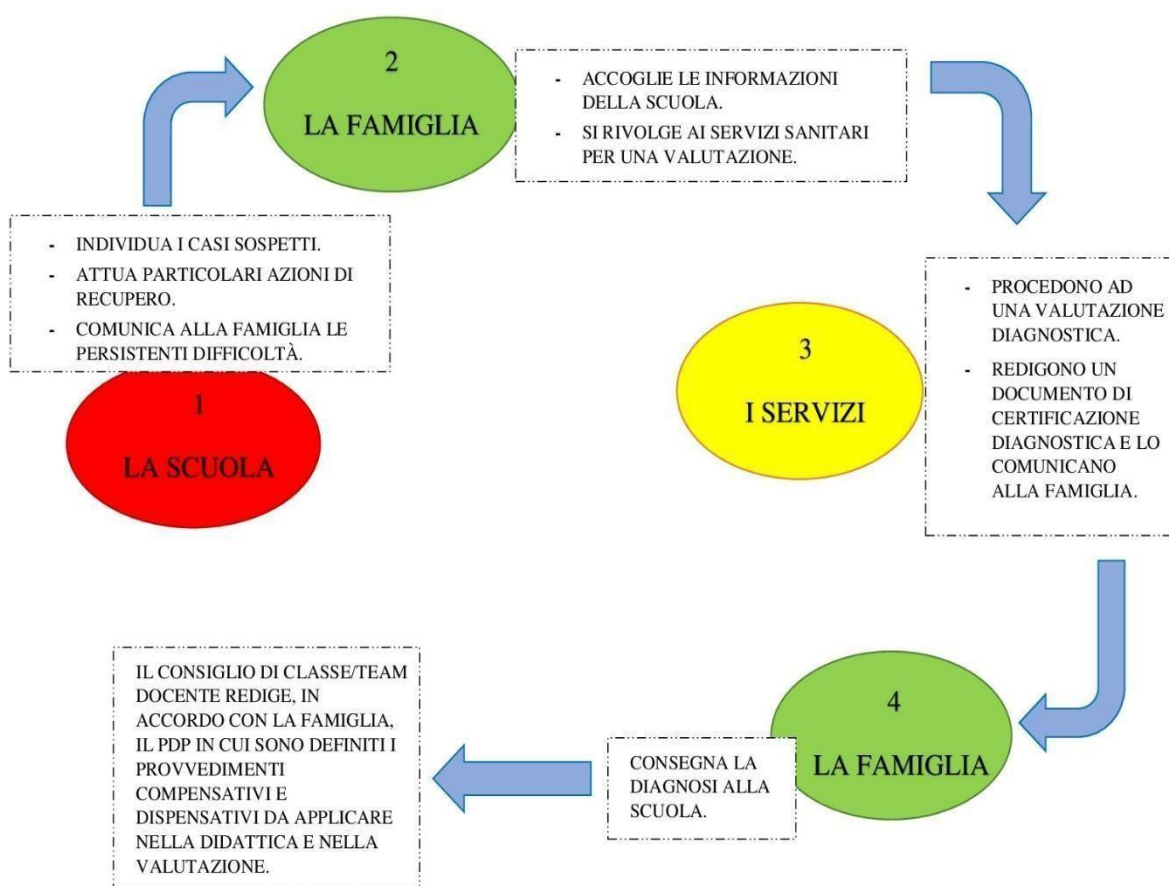 1
LA SCUOLA
- INDIVIDUA I CASI SOSPETTI.
- ATTUA PARTICOLARI AZIONI DI
RECUPERO.
- COMUNICA ALLA FAMIGLIA LE
PERSISTENTI DIFFICOLTÀ.
2
LA FAMIGLIA
- ACCOGLIE LE INFORMAZIONI
DELLA SCUOLA.
- SI RIVOLGE AI SERVIZI SANITARI
PER UNA VALUTAZIONE.
3
I SERVIZI
- PROCEDONO AD
UNA VALUTAZIONE
DIAGNOSTICA.
- REDIGONO UN
DOCUMENTO DI
CERTIFICAZIONE
DIAGNOSTICA E LO
COMUNICANO
ALLA FAMIGLIA.
4
LA FAMIGLIA
CONSEGNA LA
DIAGNOSI ALLA
SCUOLA.
IL CONSIGLIO DI CLASSE/TEAM
DOCENTE REDIGE, IN
ACCORDO CON LA FAMIGLIA,
IL PDP IN CUI SONO DEFINITI I
PROVVEDIMENTI
COMPENSATIVI E
DISPENSATIVI DA APPLICARE
NELLA DIDATTICA E NELLA
VALUTAZIONE.